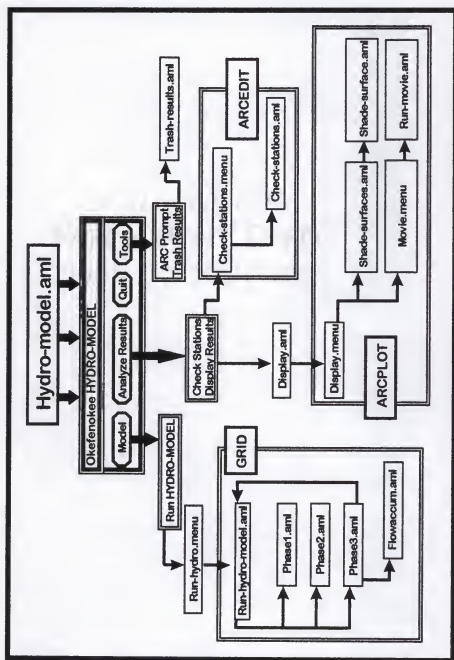 Hydro-model.aml
Okefenokee HYDRO-MODEL
Model
Analyze Results
Quit
Tools
Run HYDRO-MODEL
Run-hydro.menu
GRID
Run-hydro-model.aml
Phase1.aml
Phase2.aml
Phase3.aml
Flowaccum.aml
Check Stations
Display Results
ARC Prompt
Trash Results
Trash-results.aml
ARCEDIT
Check-stations.menu
Check-stations.aml
Display.aml
Display.menu
ARCPLOT
Shade-surfaces.aml
Shade-surface.aml
Movie.menu
Run-movie.aml